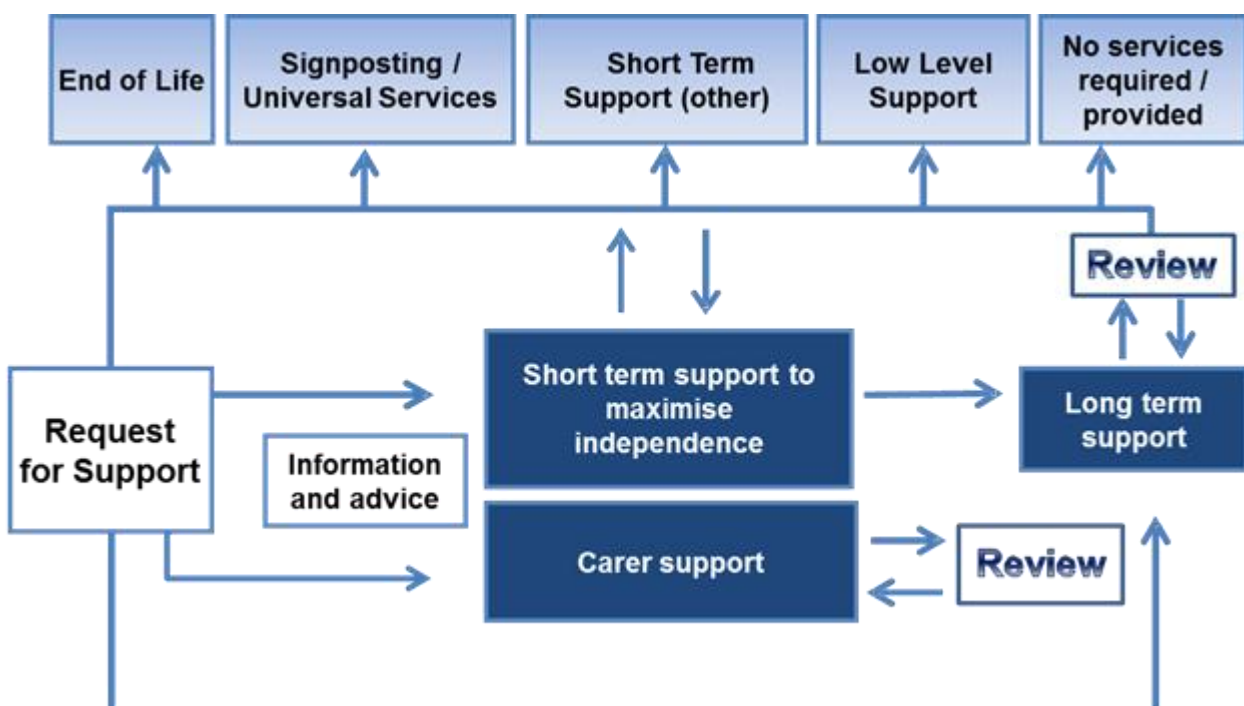 End of Life
Signposting /
Universal Services
Short Term
Support (other)
Low Level
Support
No services
required /
provided
Review
Request
for Support
Information
and advice
Short term support to
maximise
independence
Long term
support
Carer support
Review